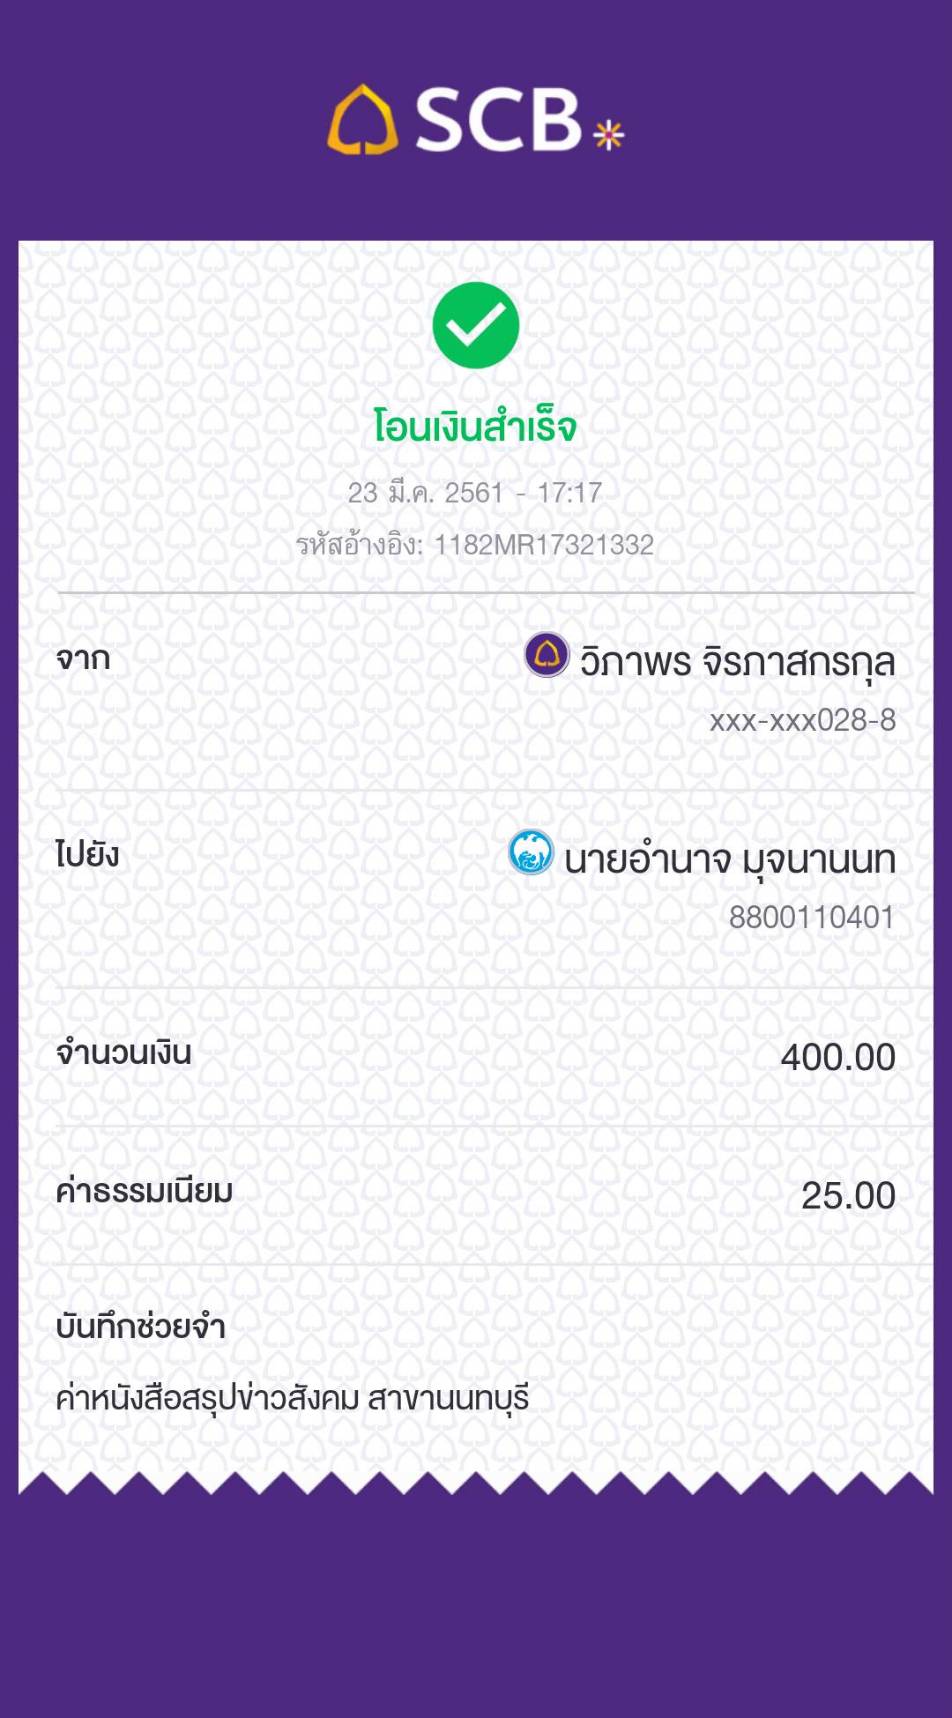 SCB
โอนเงินสำเร็จ
23 มี.ค. 2561 - 17:17
รหัสอ้างอิง: 1182MR17321332
จาก
วิภาพร จิรภาสกรกุล
xxx-xxx028-8
ไปยัง
นายอำนาจ มุจนานนท
8800110401
จำนวนเงิน
400.00
ค่าธรรมเนียม
25.00
บันทึกช่วยจำ
ค่าหนังสือสรุปข่าวสังคม สาขานนทบุรี